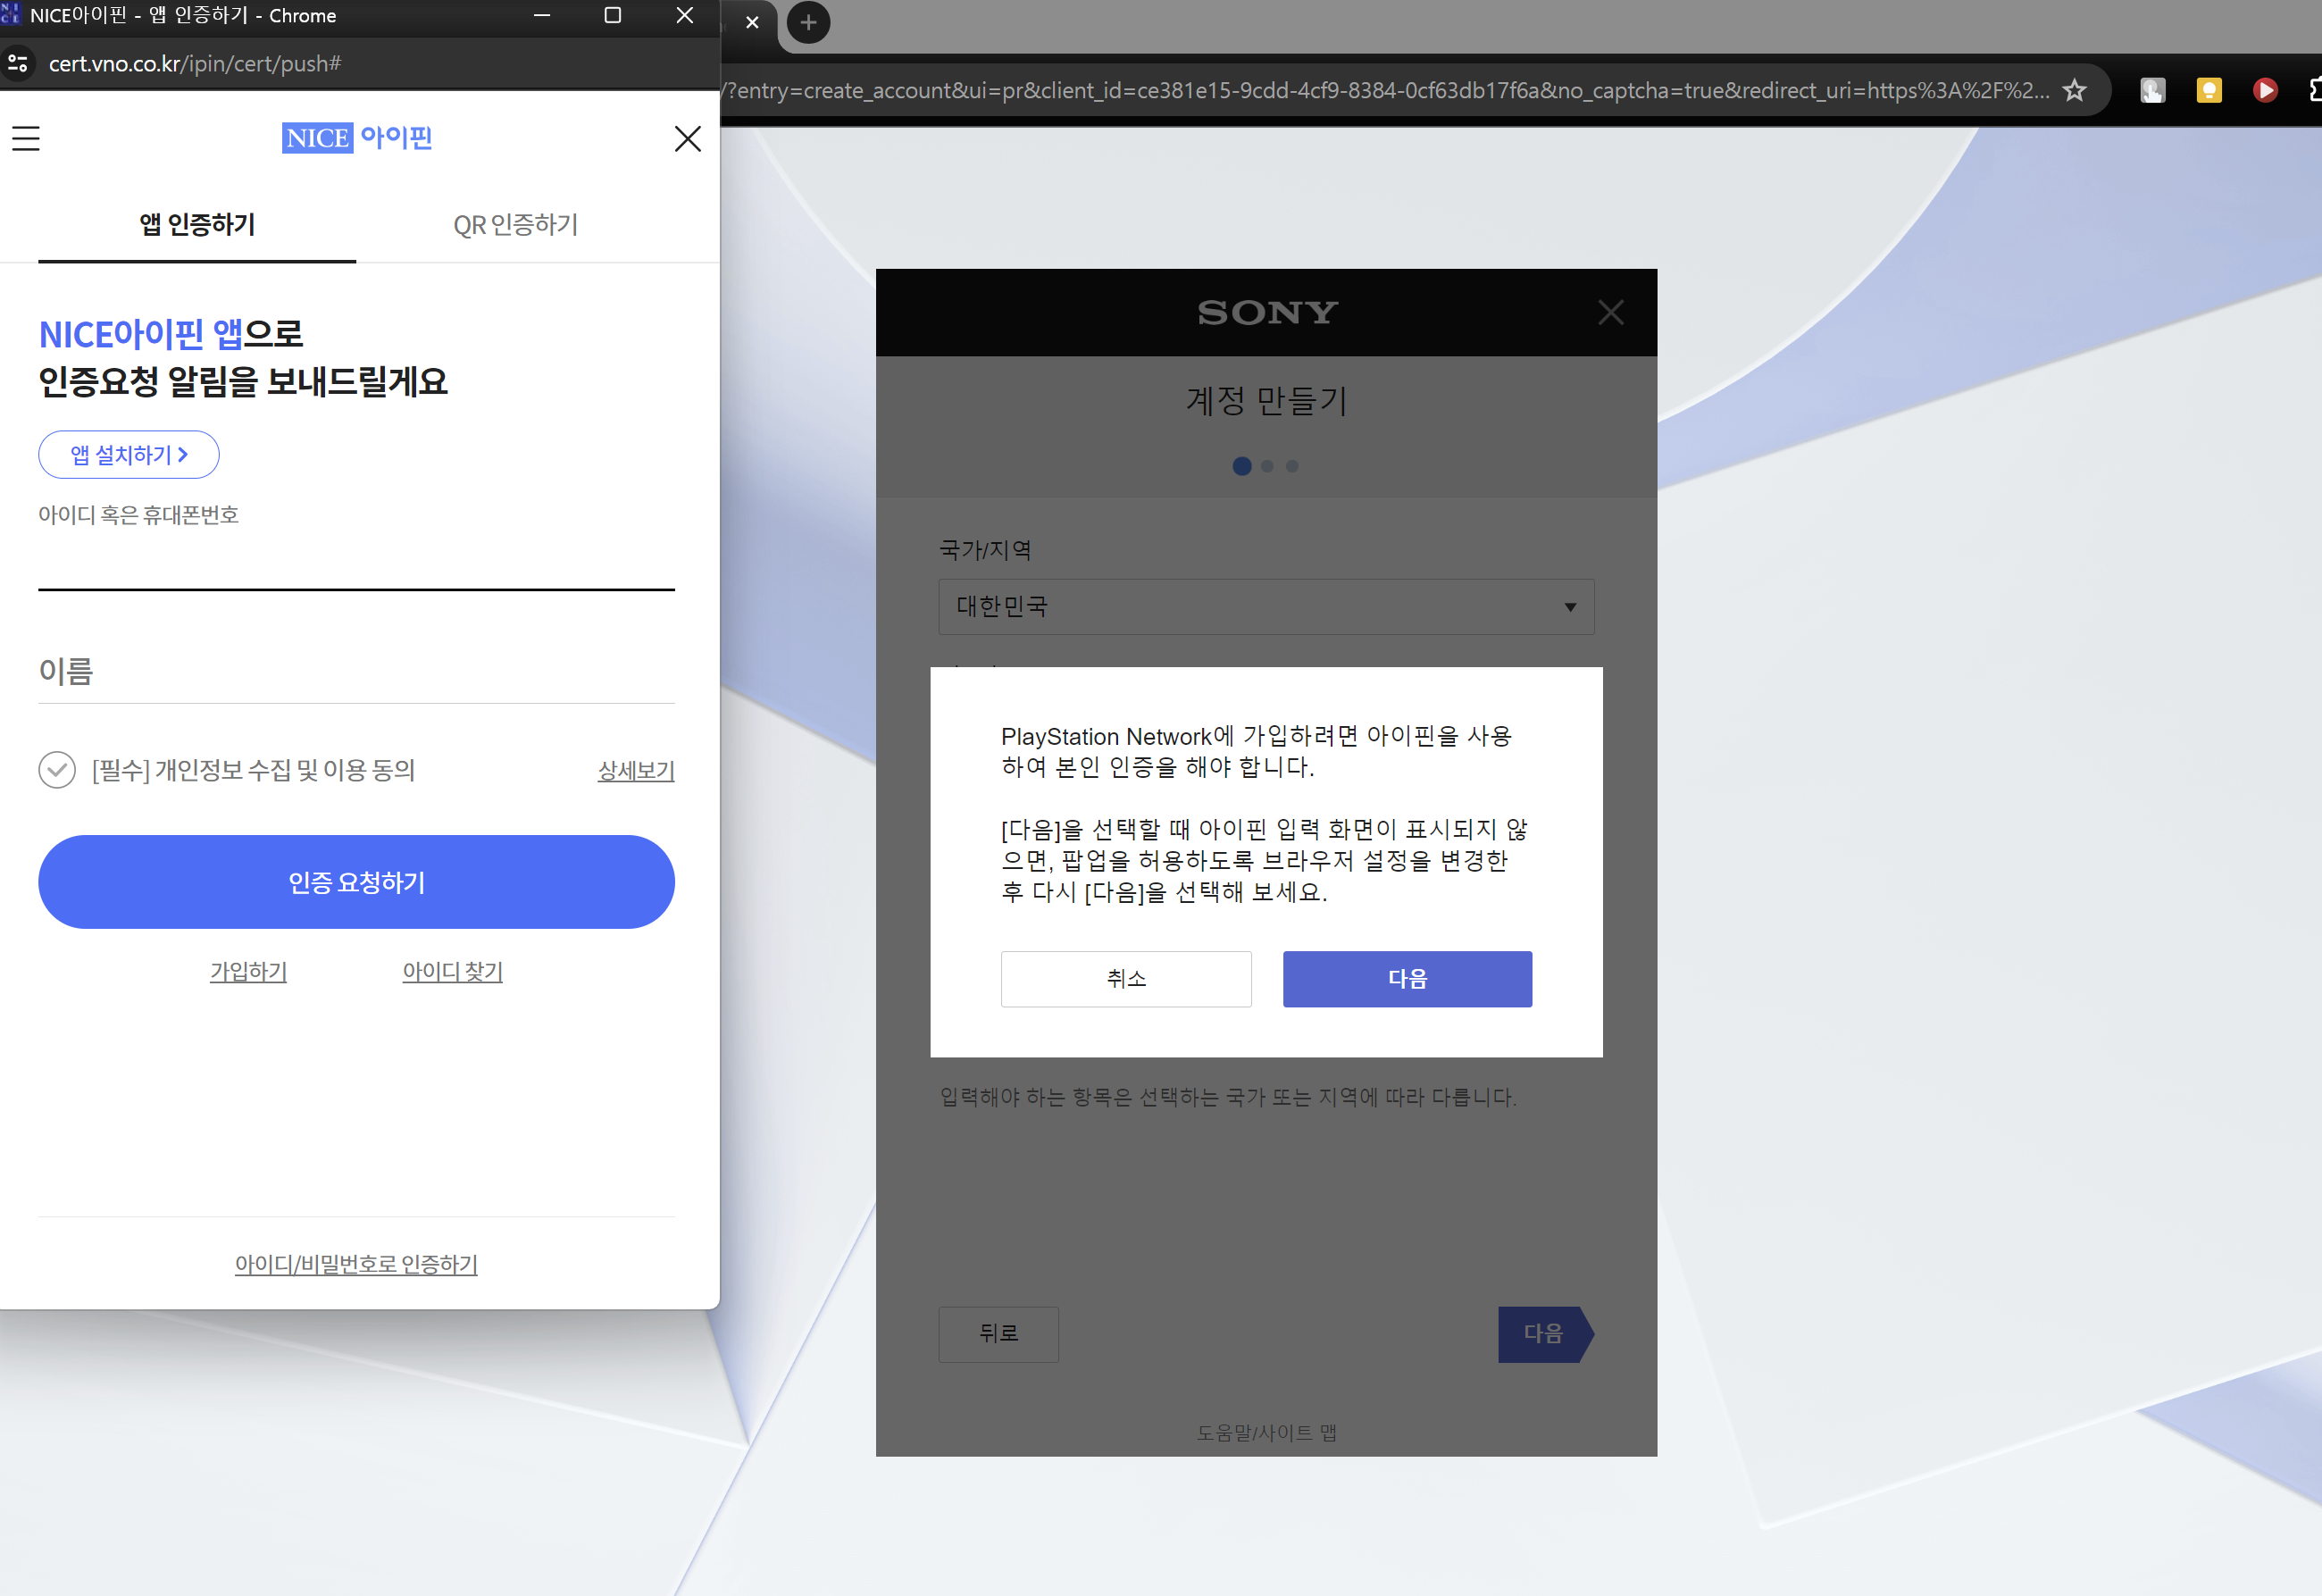 NICE아이핀 - 앱 인증하기 - Chrome
cert.vno.co.kr/ipin/cert/push#
NICE 아이핀
앱 인증하기
QR 인증하기
NICE아이핀 앱으로
인증요청 알림을 보내드릴게요
앱 설치하기
아이디 혹은 휴대폰번호
이름
[필수] 개인정보 수집 및 이용 동의
상세보기
인증 요청하기
가입하기
아이디 찾기
아이디/비밀번호로 인증하기
/?entry=create_account&ui=pr&client_id=ce381e15-9cdd-4cf9-8384-0cf63db17f6a&no_captcha=true&redirect_uri=https%3A%2F%2...
SONY
계정 만들기
국가/지역
대한민국
PlayStation Network에 가입하려면 아이핀을 사용
하여 본인 인증을 해야 합니다.
[다음]을 선택할 때 아이핀 입력 화면이 표시되지 않
으면, 팝업을 허용하도록 브라우저 설정을 변경한
후 다시 [다음]을 선택해 보세요.
취소
다음
입력해야 하는 항목은 선택하는 국가 또는 지역에 따라 다릅니다.
뒤로
다음
도움말/사이트 맵